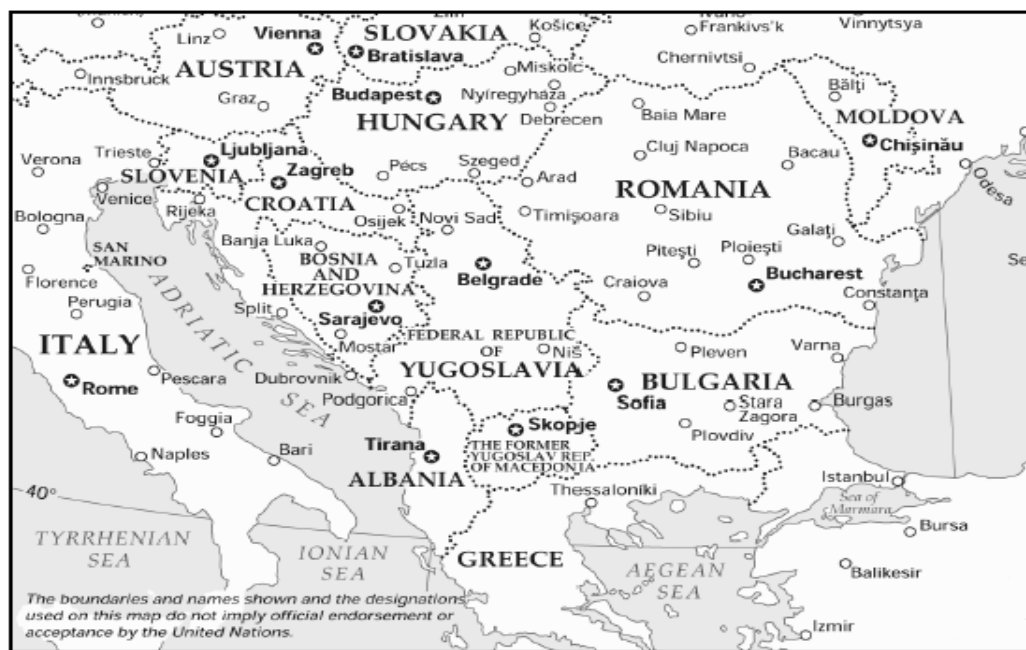 Linz
Vienna
SLOVAKIA
Košice
Frankivs'k
Vinnytsya
Bratislava
Chernivtsi
Innsbruck
AUSTRIA
Miskolc
Bălţi
Graz
Budapest
Nyíregyháza
HUNGARY
Debrecen
Baia Mare
MOLDOVA
Chişinău
Verona
Trieste
Ljubljana
Cluj Napoca
Bacau
SLOVENIA
Zagreb
Pécs
Szeged
Arad
ROMANIA
Odesa
Venice
Rijeka
CROATIA
Bologna
Osijek
Novi Sad
Timişoara
Sibiu
Galaţi
SAN
MARINO
Banja Luka
BOSNIA
AND
HERZEGOVINA
Tuzla
Belgrade
Piteşti
Ploieşti
Bucharest
Florence
Craiova
Constanţa
Perugia
ADRIATIC SEA
Split
Sarajevo
FEDERAL REPUBLIC
OF
YUGOSLAVIA
ITALY
Mostar
Niš
Pleven
Varna
Rome
Pescara
Dubrovnik
Podgorica
BULGARIA
Sofia
Stara
Zagora
Burgas
Foggia
Skopje
Plovdiv
Naples
Bari
Tirana
THE FORMER
YUGOSLAV REP.
OF MACEDONIA
ALBANIA
Istanbul
40°
Thessaloníki
Sea of
Marmara
Bursa
TYRRHENIAN
SEA
IONIAN
SEA
GREECE
AEGEAN
SEA
Balikesir
The boundaries and names shown and the designations
used on this map do not imply official endorsement or
acceptance by the United Nations.
Izmir